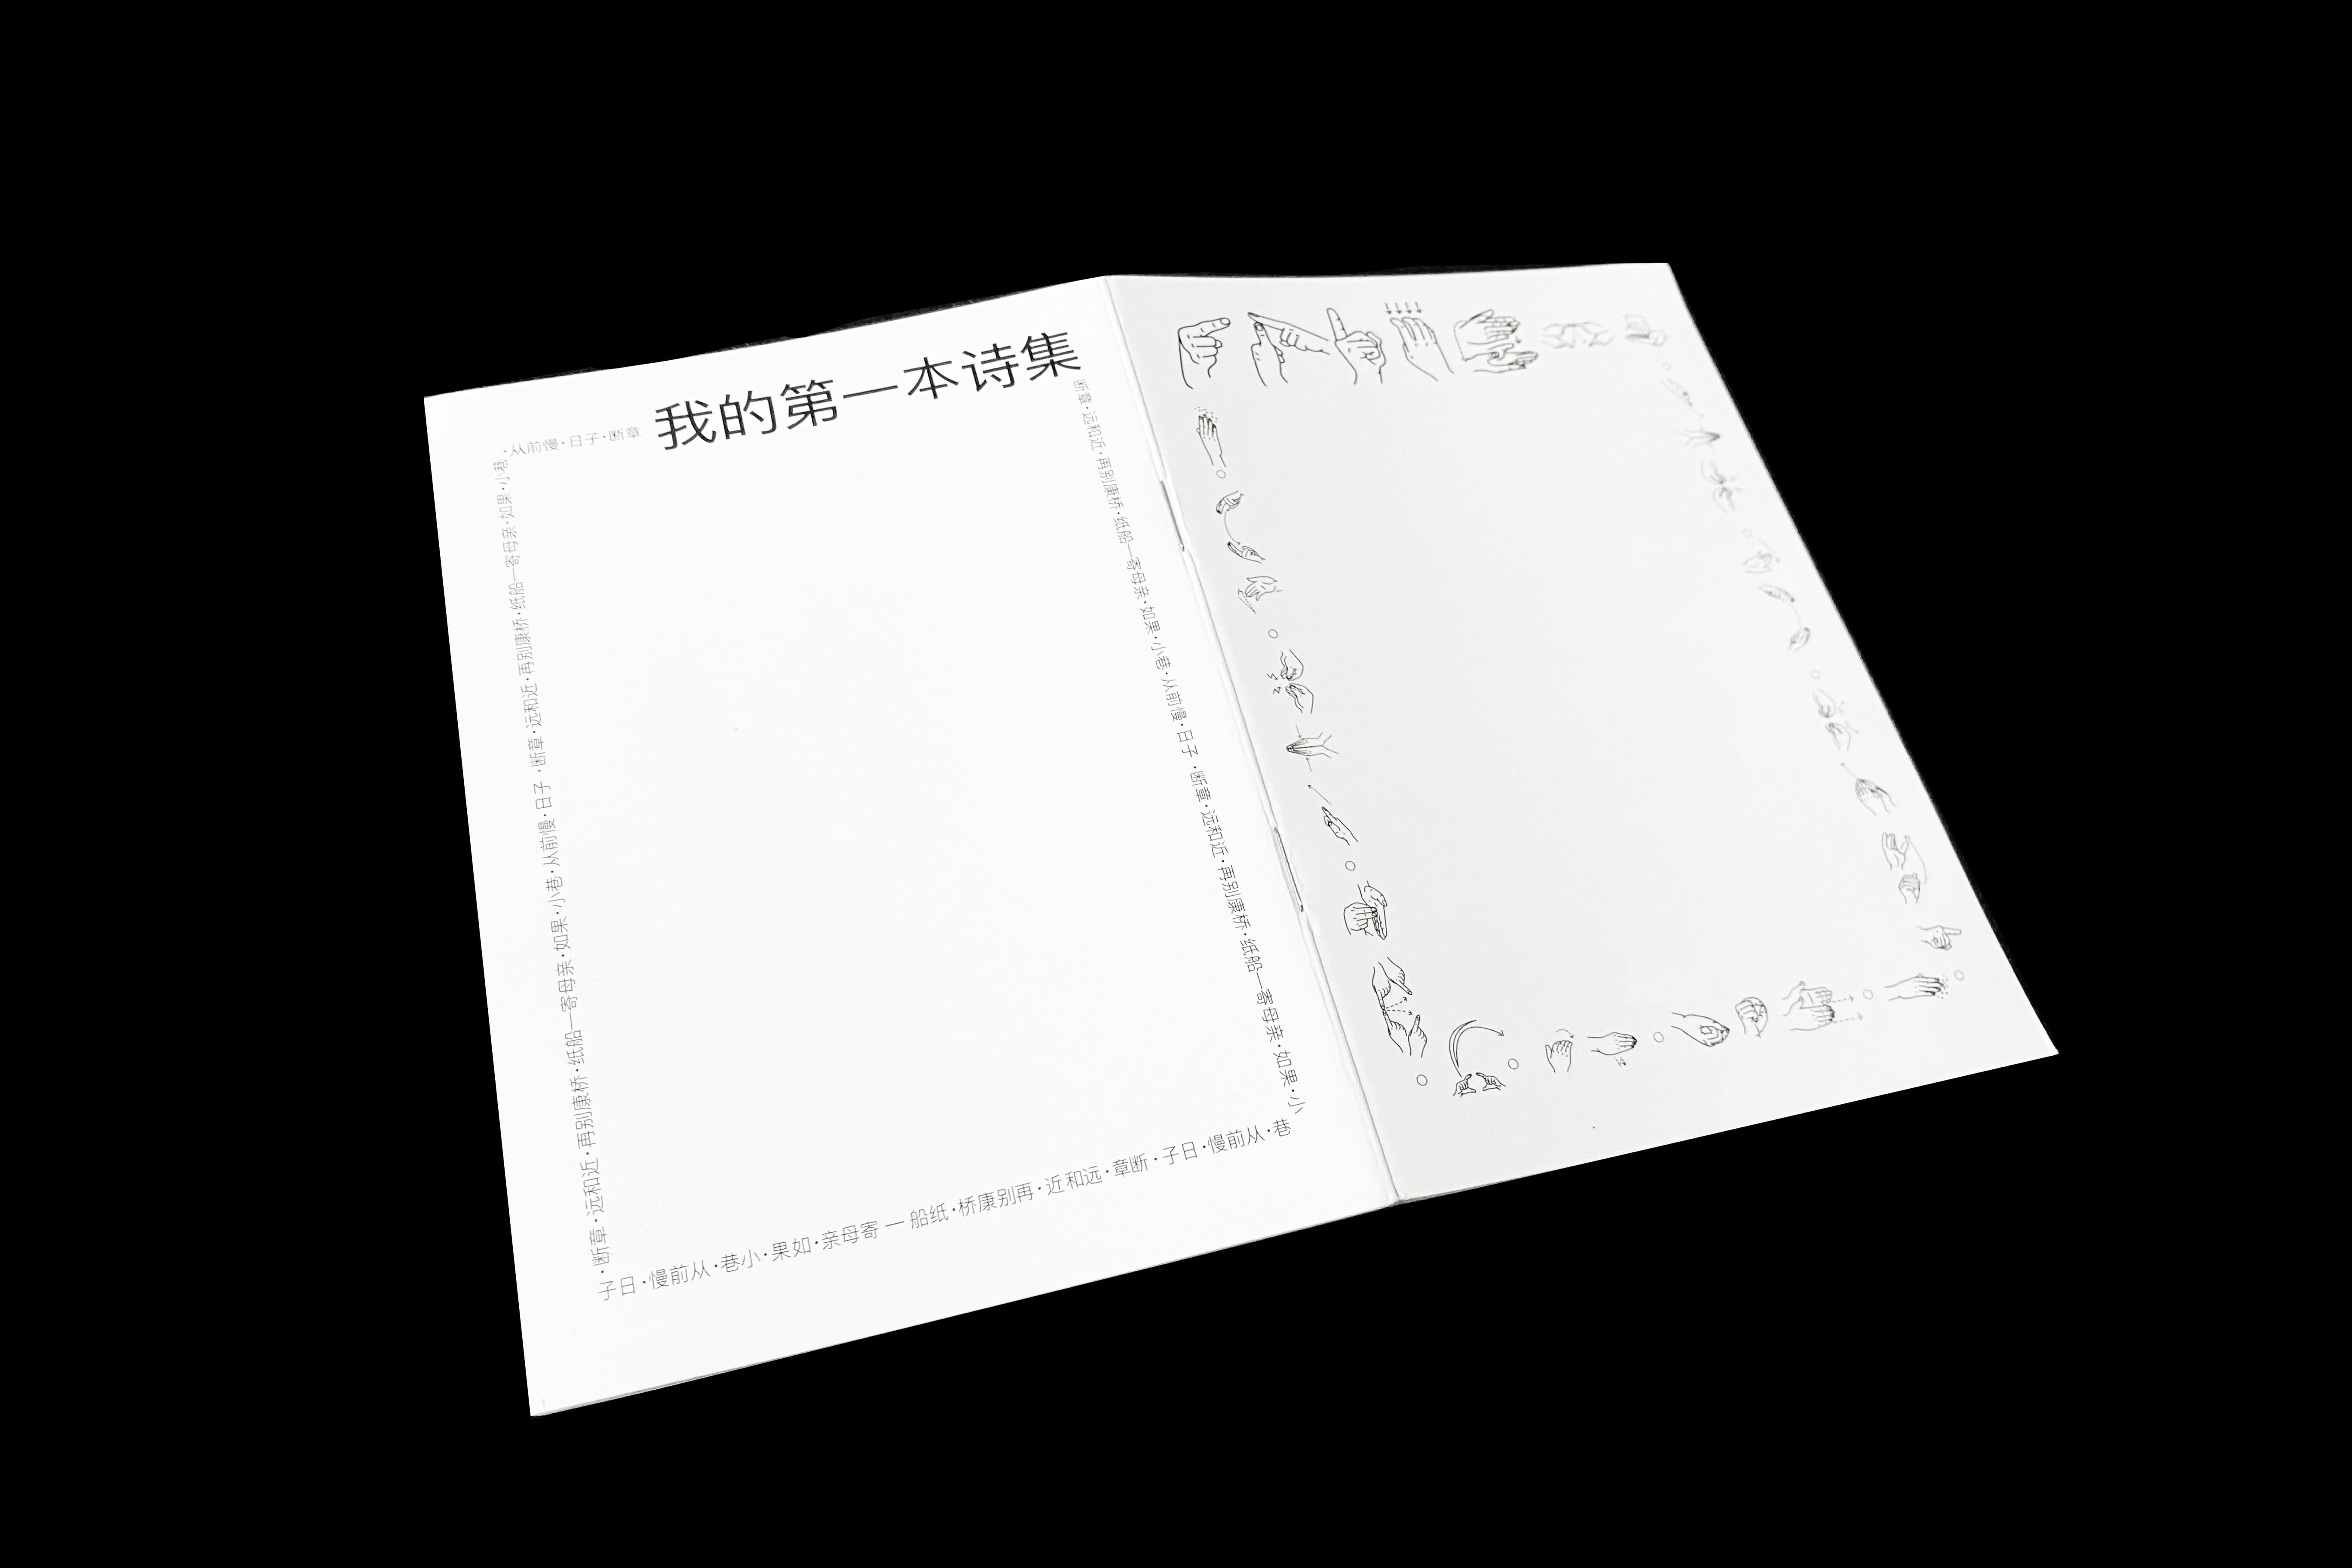 我的第一本诗集
·从前慢·日子·断章
断章·远和近·再别康桥·纸船—寄母亲·如果·小巷·从前慢·日子·断章·远和近·再别康桥·纸船—寄母亲·如果·小
子日·慢前从·巷小·果如·亲母寄—船纸·桥康别再·近和远·章断·子日·慢前从·巷
·断章·远和近·再别康桥·纸船—寄母亲·如果·小巷·从前慢·日子·断章·远和近·再别康桥·纸船—寄母亲·如果·小巷